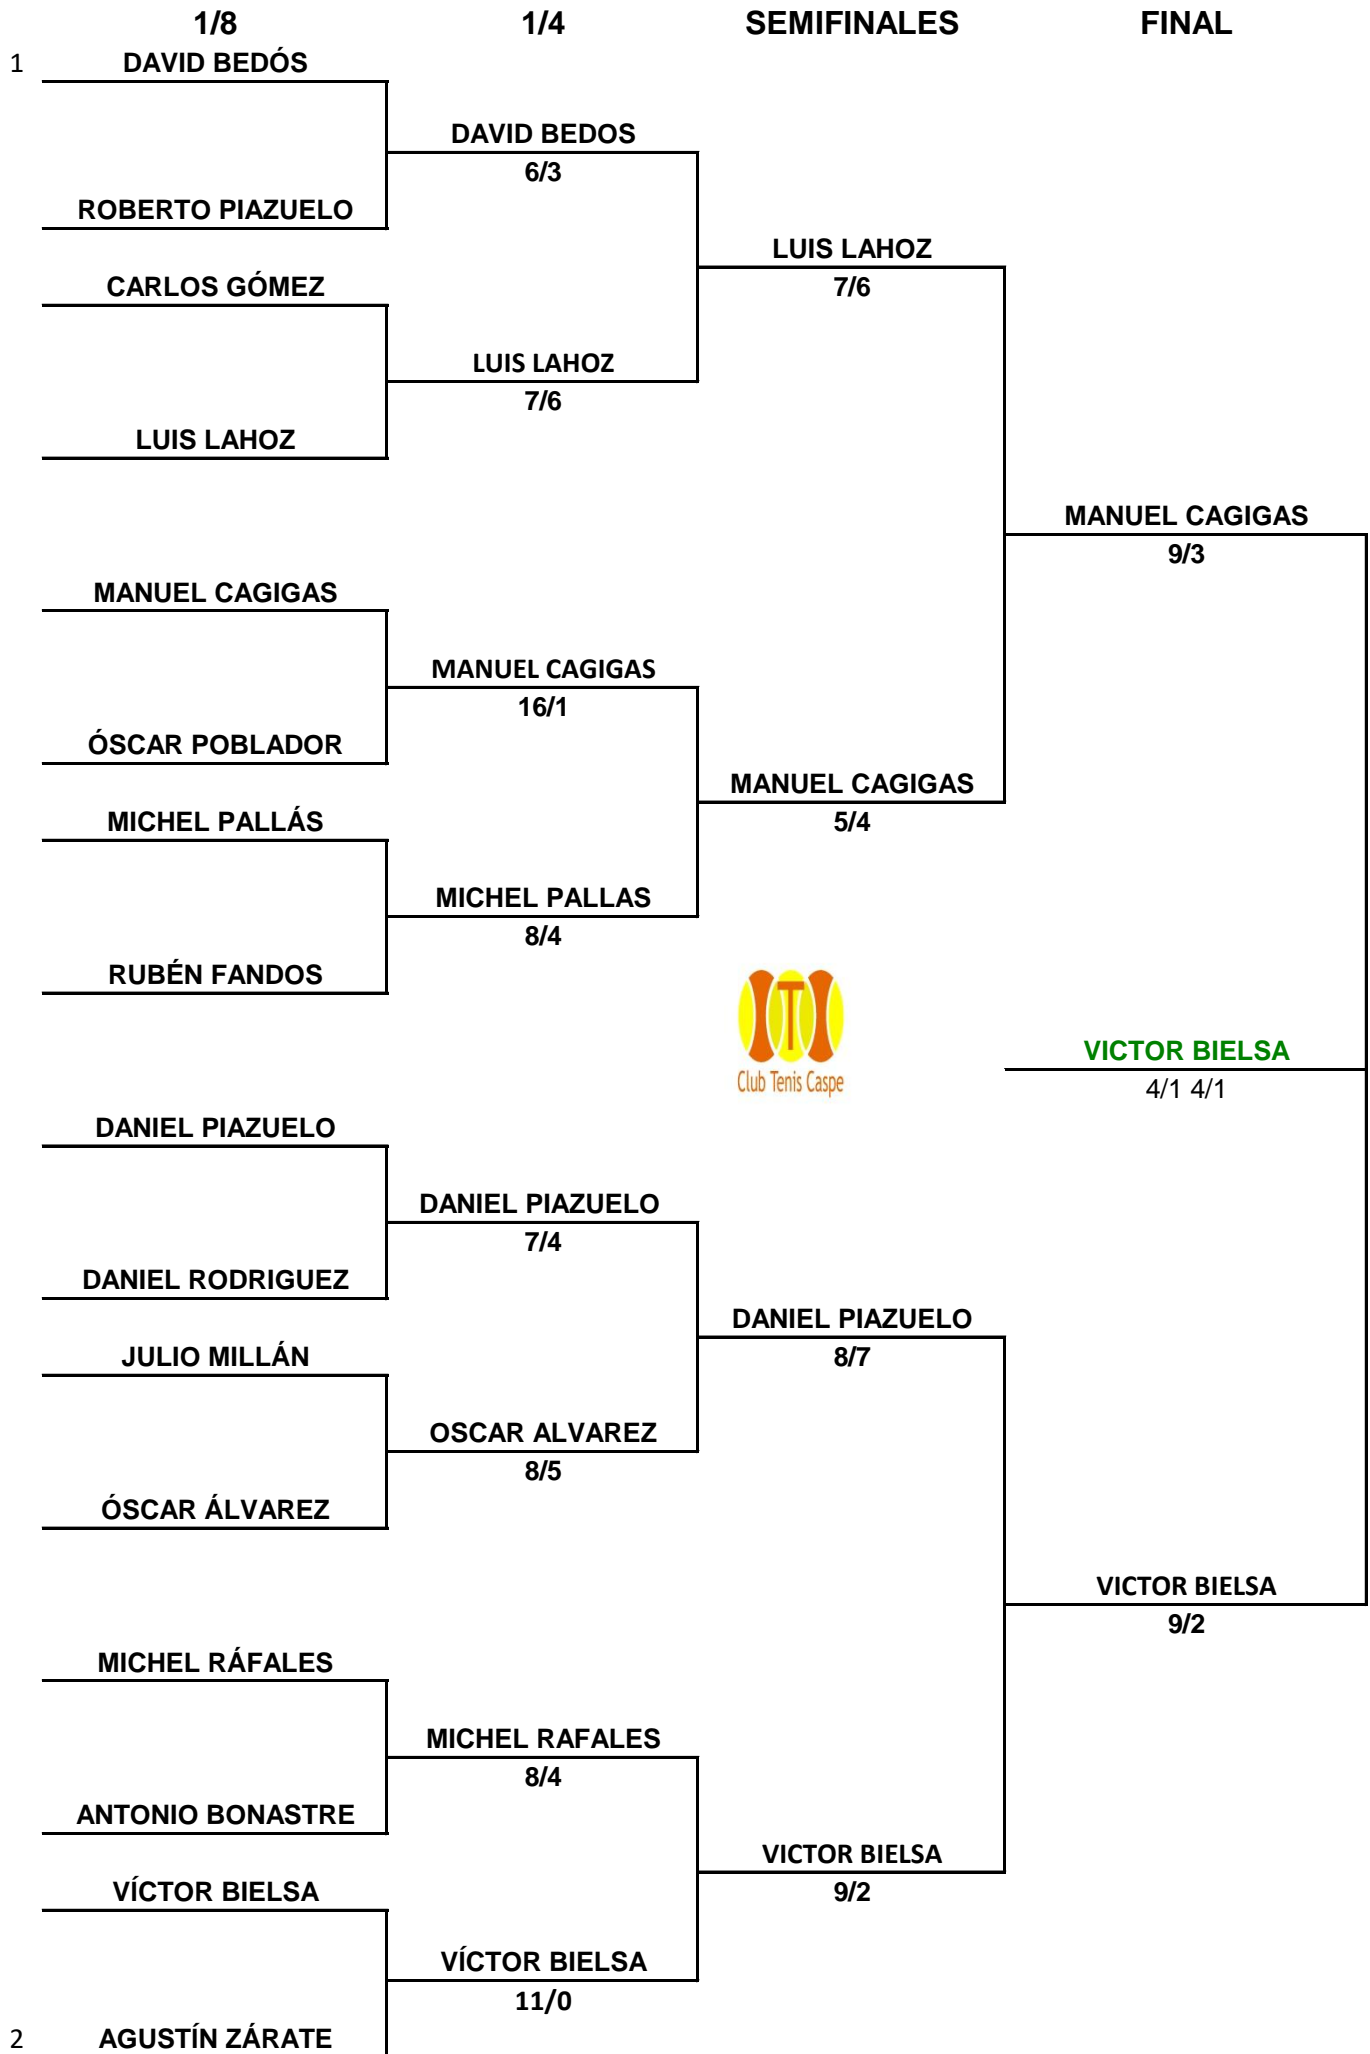 1/8 1/4 SEMIFINALES FINAL
1 DAVID BEDÓS
DAVID BEDOS
6/3
ROBERTO PIAZUELO
LUIS LAHOZ
CARLOS GÓMEZ
7/6
LUIS LAHOZ
7/6
LUIS LAHOZ
MANUEL CAGIGAS
9/3
MANUEL CAGIGAS
MANUEL CAGIGAS
16/1
ÓSCAR POBLADOR
MANUEL CAGIGAS
MICHEL PALLÁS
5/4
MICHEL PALLAS
8/4
RUBÉN FANDOS
T
Club Tenis Caspe
VICTOR BIELSA
4/1 4/1
DANIEL PIAZUELO
DANIEL PIAZUELO
7/4
DANIEL RODRIGUEZ
DANIEL PIAZUELO
JULIO MILLÁN
8/7
OSCAR ALVAREZ
8/5
ÓSCAR ÁLVAREZ
VICTOR BIELSA
9/2
MICHEL RÁFALES
MICHEL RAFALES
8/4
ANTONIO BONASTRE
VICTOR BIELSA
VÍCTOR BIELSA
9/2
VÍCTOR BIELSA
11/0
2 AGUSTÍN ZÁRATE